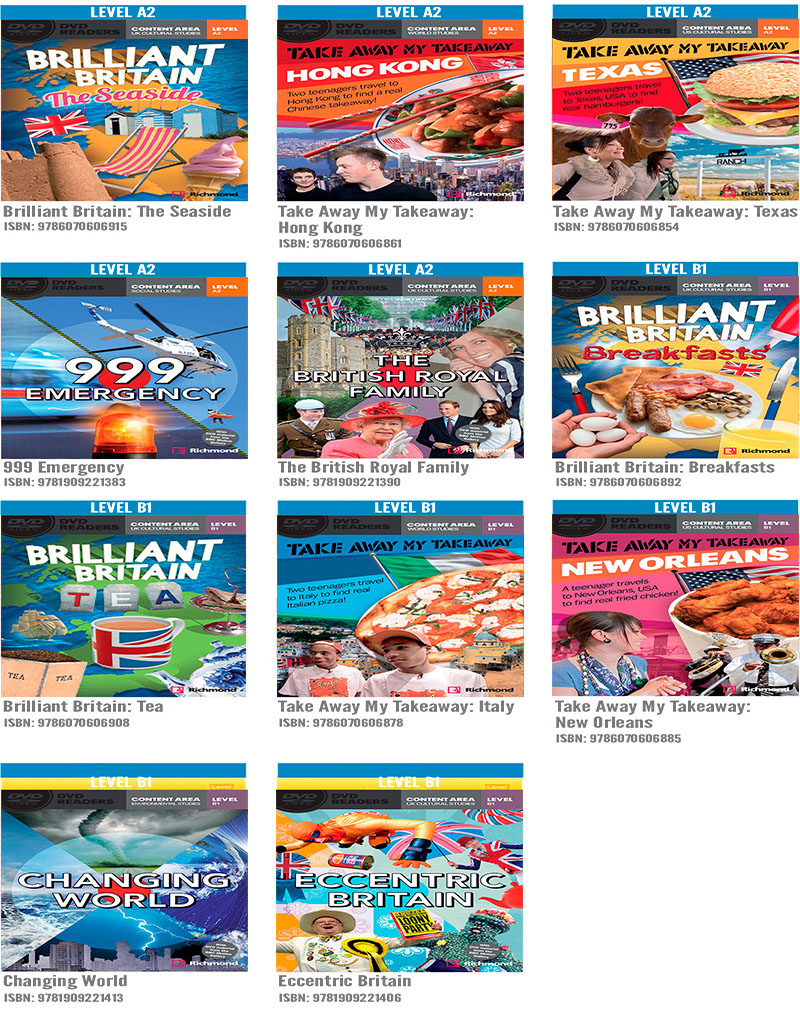 LEVEL A2
DVD READERS
CONTENT AREA
UK CULTURAL STUDIES
LEVEL A2
BRILLIANT
BRITAIN
The Seaside
Richmond
Brilliant Britain: The Seaside
ISBN: 9786070606915
LEVEL A2
DVD READERS
CONTENT AREA
WORLD STUDIES
LEVEL A2
TAKE AWAY MY TAKEAWAY
HONG KONG
Two teenagers travel to
Hong Kong to find a real
Chinese takeaway!
Richmond
Take Away My Takeaway:
Hong Kong
ISBN: 9786070606861
LEVEL A2
DVD READERS
CONTENT AREA
US CULTURAL STUDIES
LEVEL A2
TAKE AWAY MY TAKEAWAY
TEXAS
Two teenagers travel
to Texas, USA to find
real hamburgers!
795
RANCH
Richmond
Take Away My Takeaway: Texas
ISBN: 9786070606854
LEVEL A2
DVD READERS
CONTENT AREA
SOCIAL STUDIES
LEVEL A2
999
EMERGENCY
Richmond
999 Emergency
ISBN: 9781909221383
LEVEL A2
DVD READERS
CONTENT AREA
UK CULTURAL STUDIES
LEVEL A2
THE
BRITISH ROYAL
FAMILY
Richmond
The British Royal Family
ISBN: 9781909221390
LEVEL B1
DVD READERS
CONTENT AREA
UK CULTURAL STUDIES
LEVEL B1
BRILLIANT
BRITAIN
Breakfasts
Richmond
Brilliant Britain: Breakfasts
ISBN: 9786070606892
LEVEL B1
DVD READERS
CONTENT AREA
UK CULTURAL STUDIES
LEVEL B1
BRILLIANT
BRITAIN
TEA
TEA
TEA
Richmond
Brilliant Britain: Tea
ISBN: 9786070606908
LEVEL B1
DVD READERS
CONTENT AREA
WORLD STUDIES
LEVEL B1
TAKE AWAY MY TAKEAWAY
Two teenagers travel
to Italy to find real
Italian pizza!
Richmond
Take Away My Takeaway: Italy
ISBN: 9786070606878
LEVEL B1
DVD READERS
CONTENT AREA
US CULTURAL STUDIES
LEVEL B1
TAKE AWAY MY TAKEAWAY
NEW ORLEANS
A teenager travels
to New Orleans, USA
to find real fried chicken!
Richmond
Take Away My Takeaway:
New Orleans
ISBN: 9786070606885
LEVEL B1
DVD READERS
CONTENT AREA
ENVIRONMENTAL STUDIES
LEVEL B1
CHANGING
WORLD
Richmond
Changing World
ISBN: 9781909221413
LEVEL B1
DVD READERS
CONTENT AREA
UK CULTURAL STUDIES
LEVEL B1
ECCENTRIC
BRITAIN
LOONY
PARTY
Richmond
Eccentric Britain
ISBN: 9781909221406